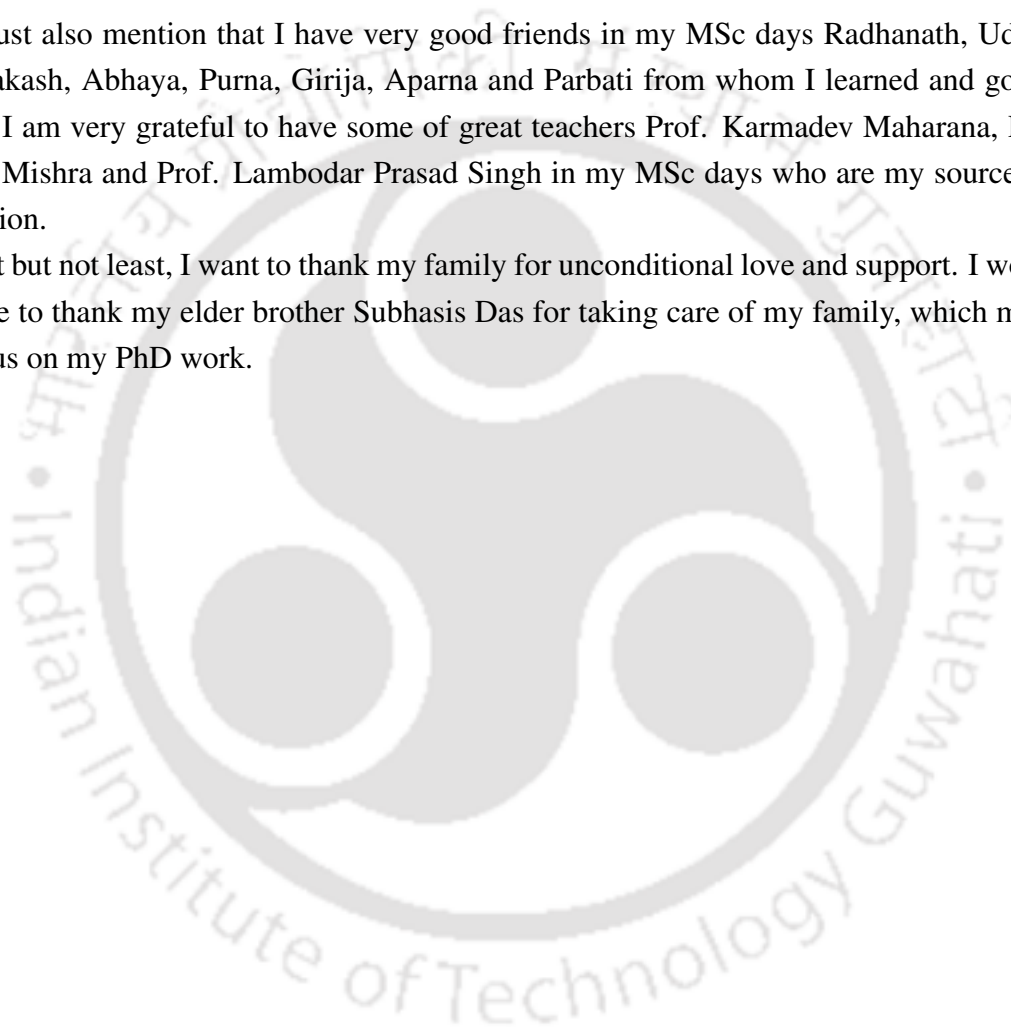 ust also mention that I have very good friends in my MSc days Radhanath, Ud
akash, Abhaya, Purna, Girija, Aparna and Parbati from whom I learned and go
I am very grateful to have some of great teachers Prof. Karmadev Maharana,
Mishra and Prof. Lambodar Prasad Singh in my MSc days who are my source
ion.
t but not least, I want to thank my family for unconditional love and support. I w
e to thank my elder brother Subhasis Das for taking care of my family, which m
us on my PhD work.
Indian Institute of Technology Guwahati